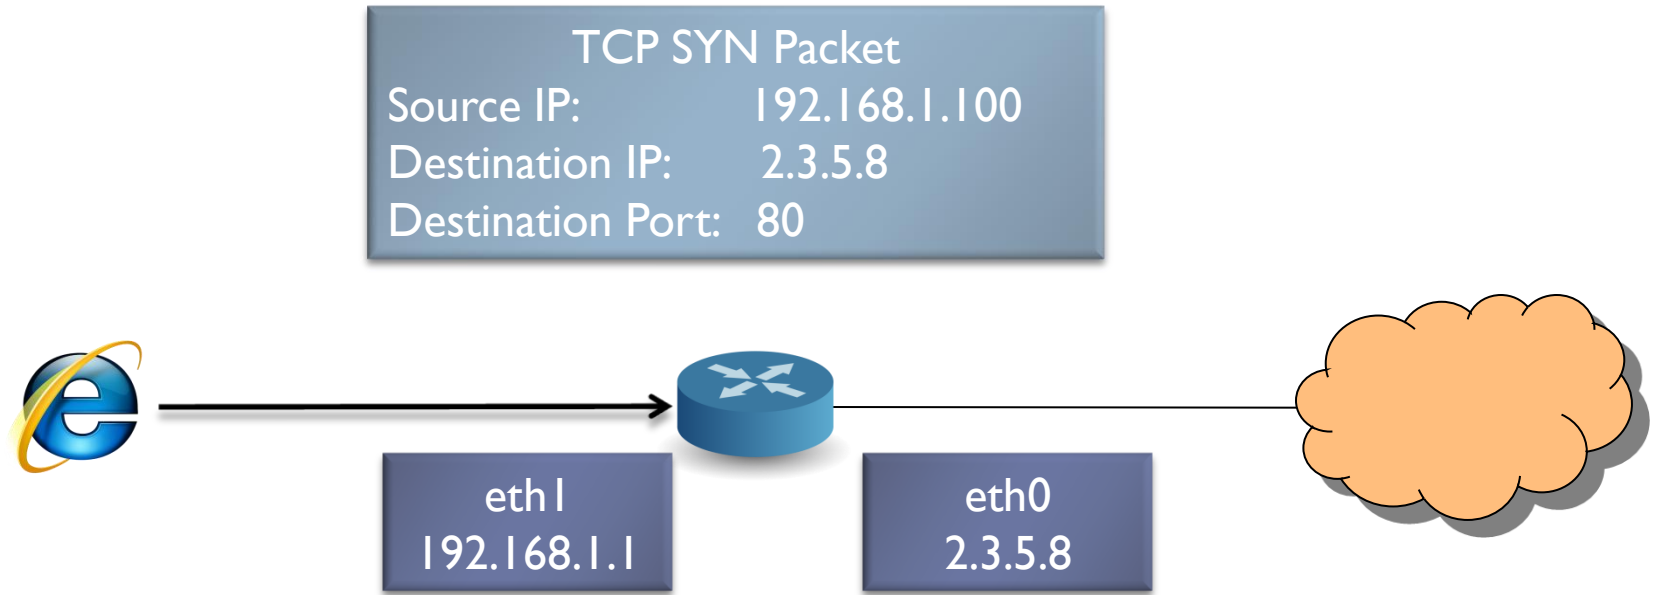 TCP SYN Packet
Source IP: 192.168.1.100
Destination IP: 2.3.5.8
Destination Port: 80
eth1
192.168.1.1
eth0
2.3.5.8